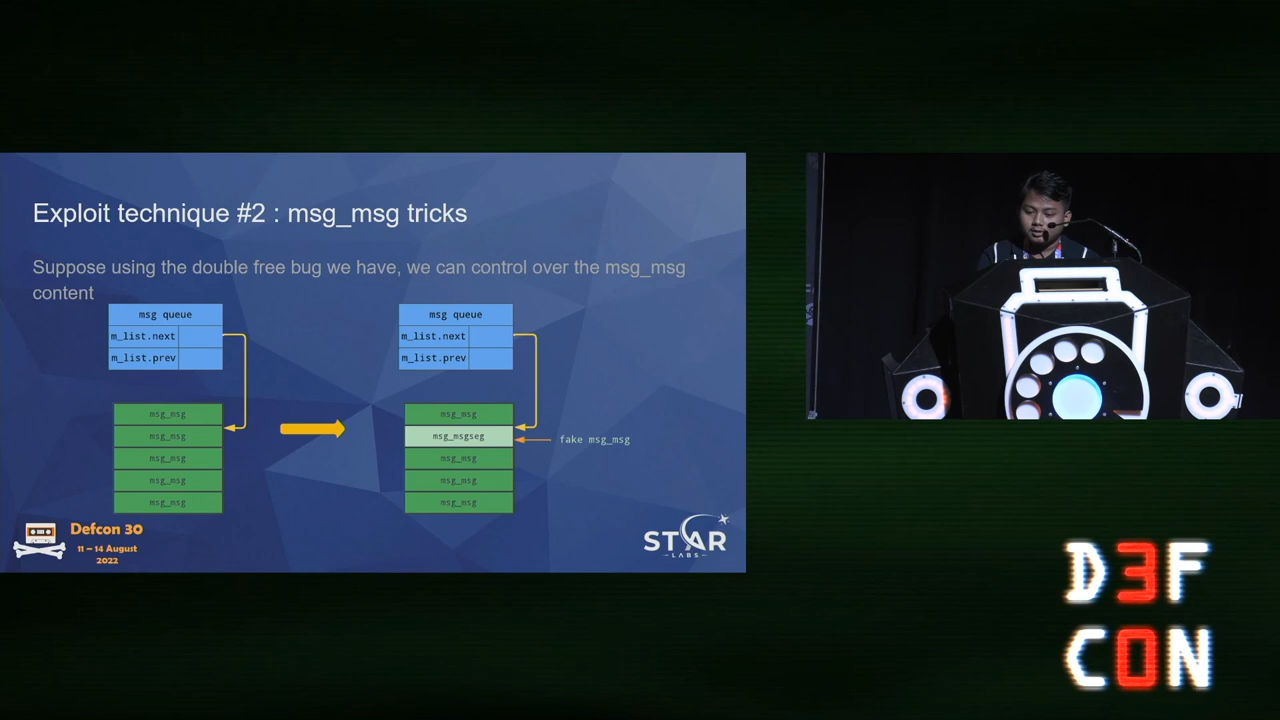 Exploit technique #2 : msg_msg tricks
Suppose using the double free bug we have, we can control over the msg_msg
content
msg queue
m_list.next
m_list.prev
msg_msg
msg_msg
msg_msg
msg_msg
msg_msg
msg queue
m_list.next
m_list.prev
msg_msg
msg_msgseg
msg_msg
msg_msg
msg_msg
fake msg_msg
Defcon 30
11 – 14 August
2022
STAR
LABS
D3F
C0N